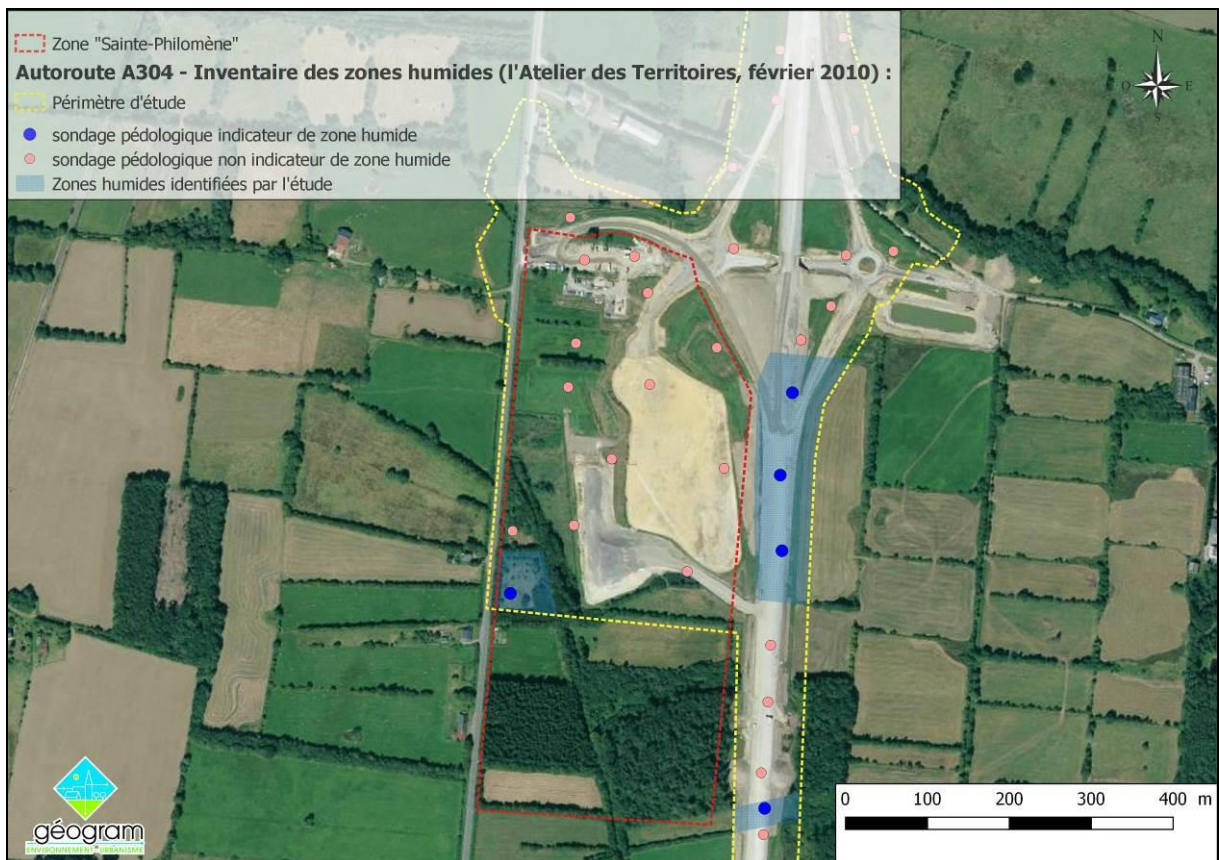 Zone "Sainte-Philomène"
Autoroute A304 - Inventaire des zones humides (l'Atelier des Territoires, février 2010) :
Périmètre d'étude
sondage pédologique indicateur de zone humide
sondage pédologique non indicateur de zone humide
Zones humides identifiées par l'étude
N
O E
S
géogram
ENVIRONNEMENT URBANISME
0 100 200 300 400 m